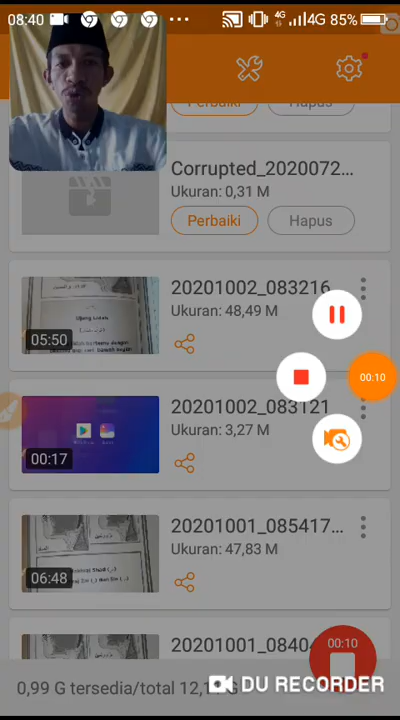 08:40
4G
4G 85%
Perbaiki
Hapus
Corrupted_2020072...
Ukuran: 0,31 M
Perbaiki
Hapus
20201002_083216
Ukuran: 48,49 M
05:50
00:10
20201002_083121
Ukuran: 3,27 M
00:17
20201001_085417...
Ukuran: 47,83 M
06:48
20201001_0840
00:10
0,99 G tersedia/total 12,1
DU RECORDER